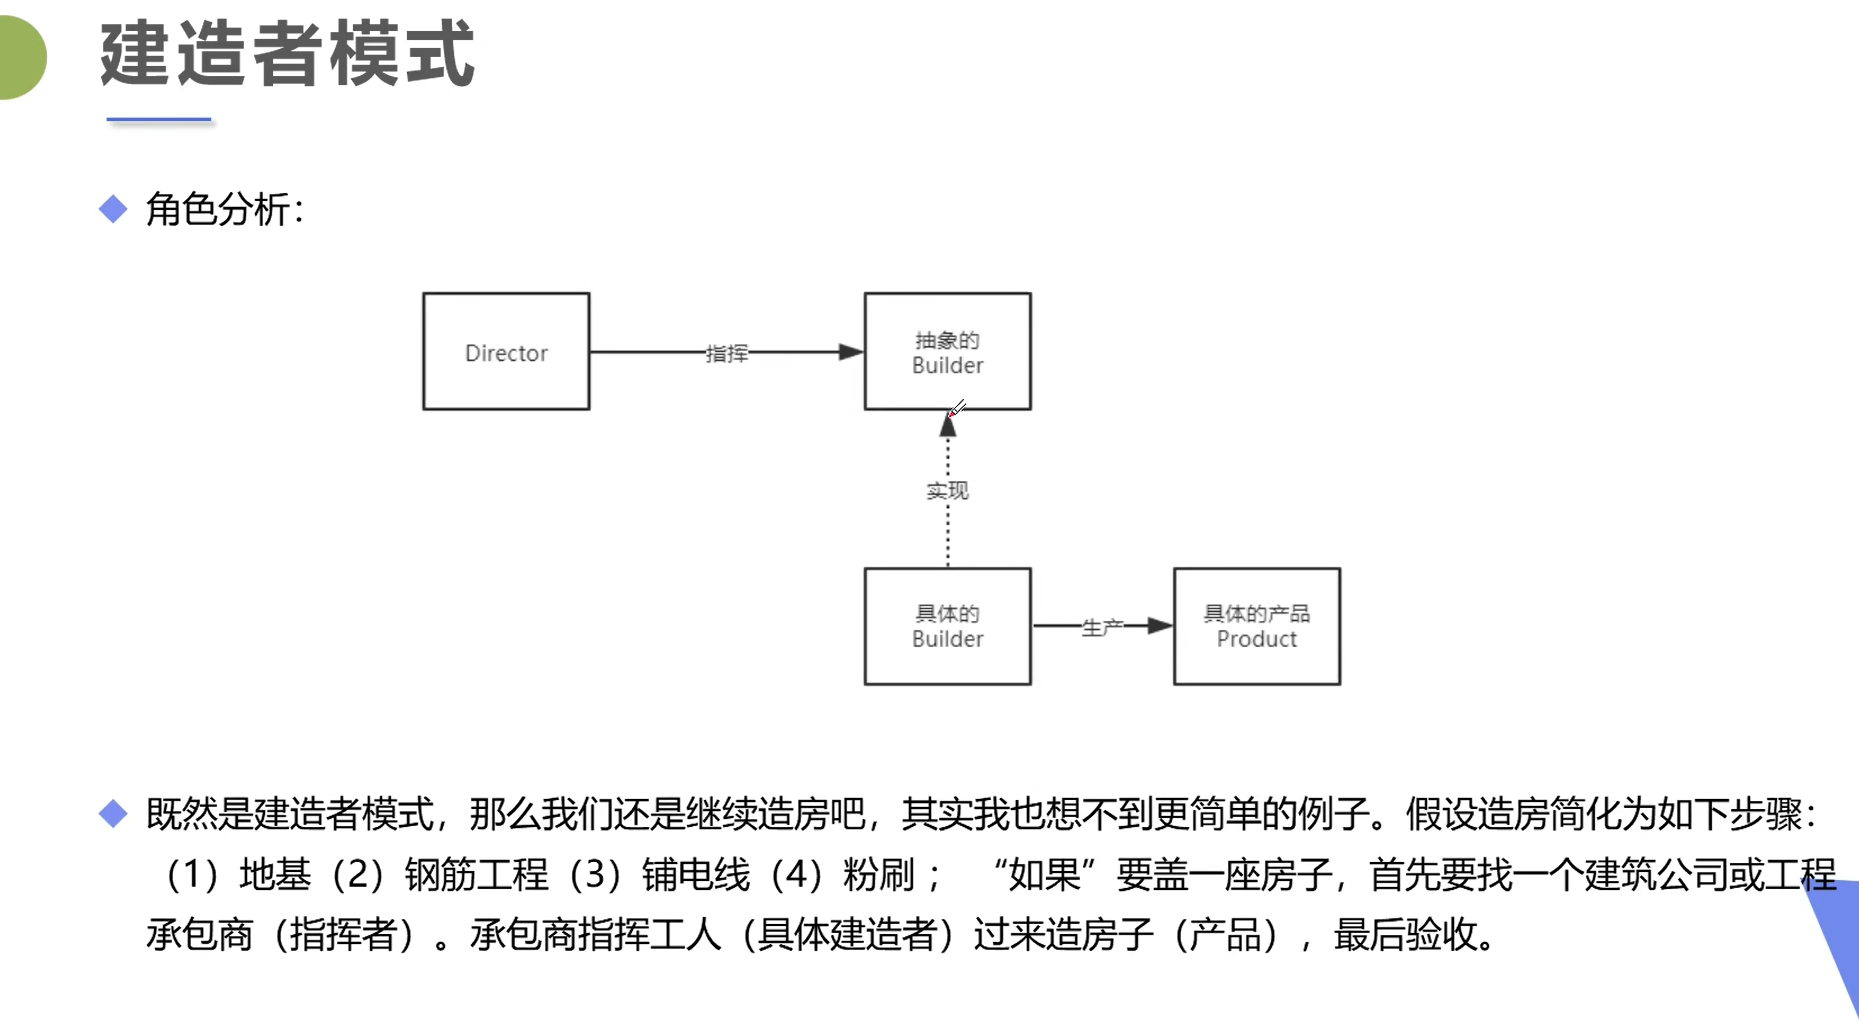 建造者模式
角色分析：
Director
指挥
抽象的
Builder
实现
具体的
Builder
生产
具体的产品
Product
既然是建造者模式，那么我们还是继续造房吧，其实我也想不到更简单的例子。假设造房简化为如下步骤：
（1）地基（2）钢筋工程（3）铺电线（4）粉刷； “如果”要盖一座房子，首先要找一个建筑公司或工程
承包商（指挥者）。承包商指挥工人（具体建造者）过来造房子（产品），最后验收。